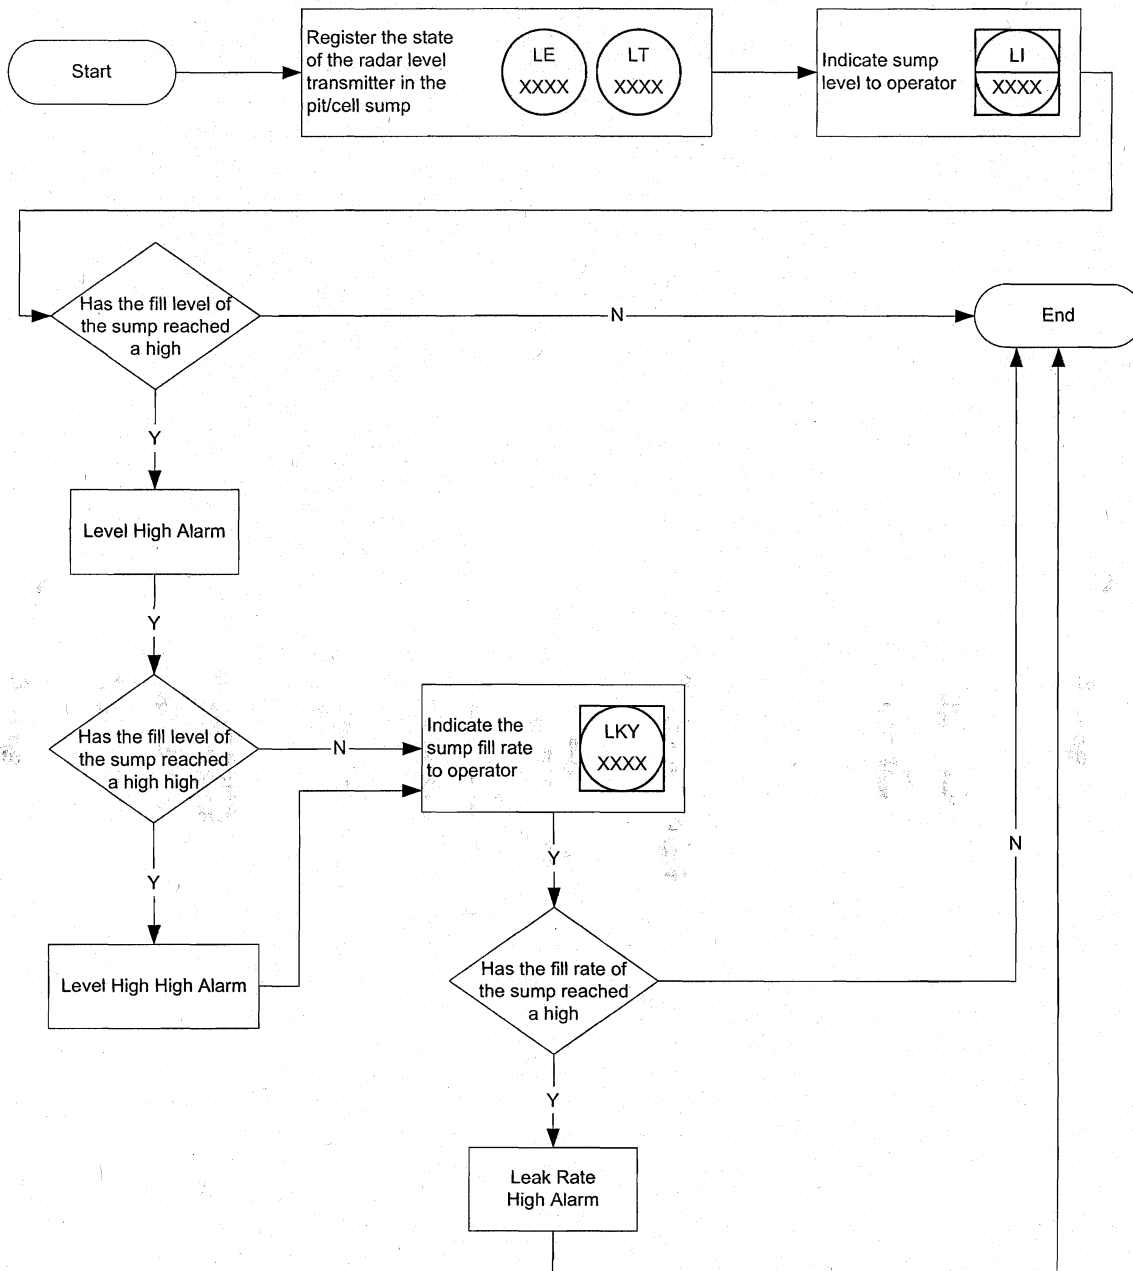 Start
Register the state
of the radar level
transmitter in the
pit/cell sump
LE
XXXX
LT
XXXX
Indicate sump
level to operator
LI
XXXX
Has the fill level of
the sump reached
a high
N
End
Y
Level High Alarm
Y
Has the fill level of
the sump reached
a high high
N
Indicate the
sump fill rate
to operator
LKY
XXXX
Y
Level High High Alarm
Y
Has the fill rate of
the sump reached
a high
N
Y
Leak Rate
High Alarm